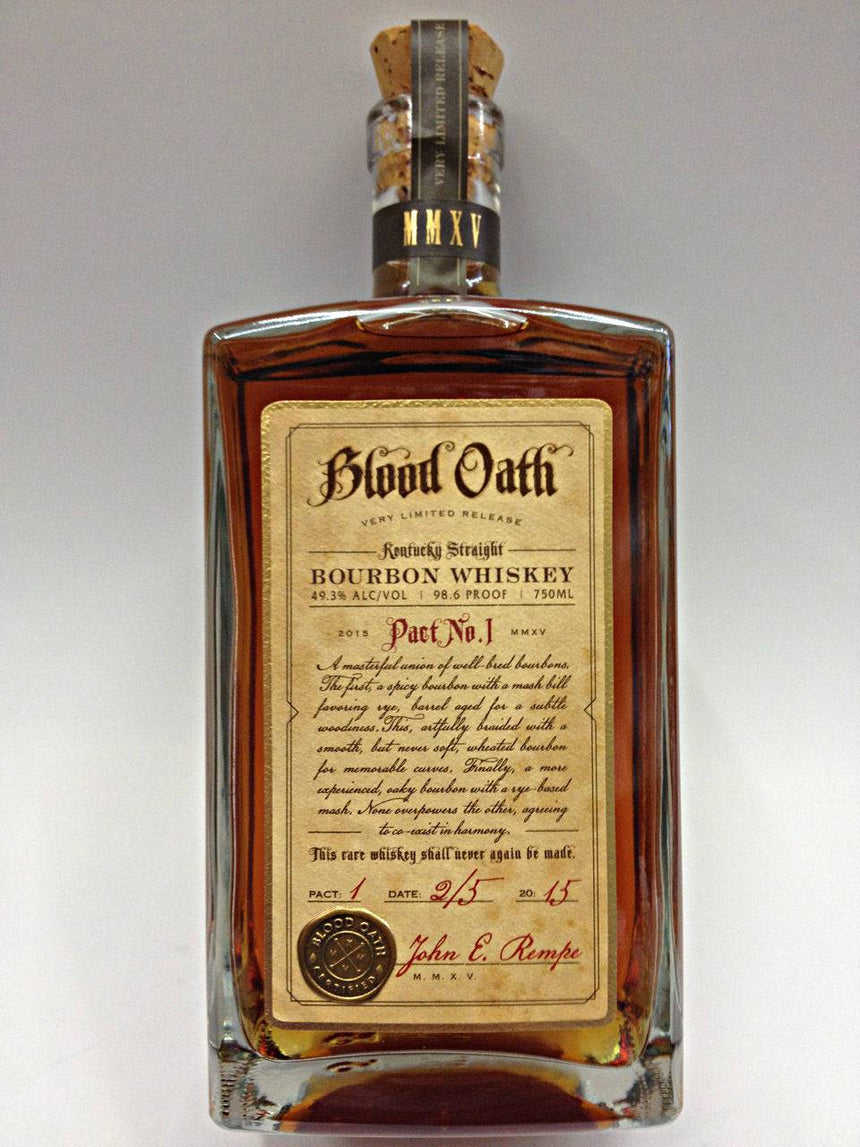 VERY LIMITED RELEASE
MMXV
Blood Oath
VERY LIMITED RELEASE
Kentucky Straight
BOURBON WHISKEY
49.3% ALC/VOL | 98.6 PROOF | 750ML
2015 Pact No.1 MMXV
A masterful union of well-bred bourbons.
The first, a spicy bourbon with a mash bill
favoring rye, barrel aged for a subtle
woodiness. This, artfully braided with a
smooth, but never soft, wheated bourbon
for memorable curves. Finally, a more
experienced, oaky bourbon with a rye-based
mash. None overpowers the other, agreeing
to co-exist in harmony.
This rare whiskey shall never again be made.
PACT: 1 DATE: 2/5 20: 15
BLOOD OATH
CERTIFIED
John E. Rempe
M. M. X. V.